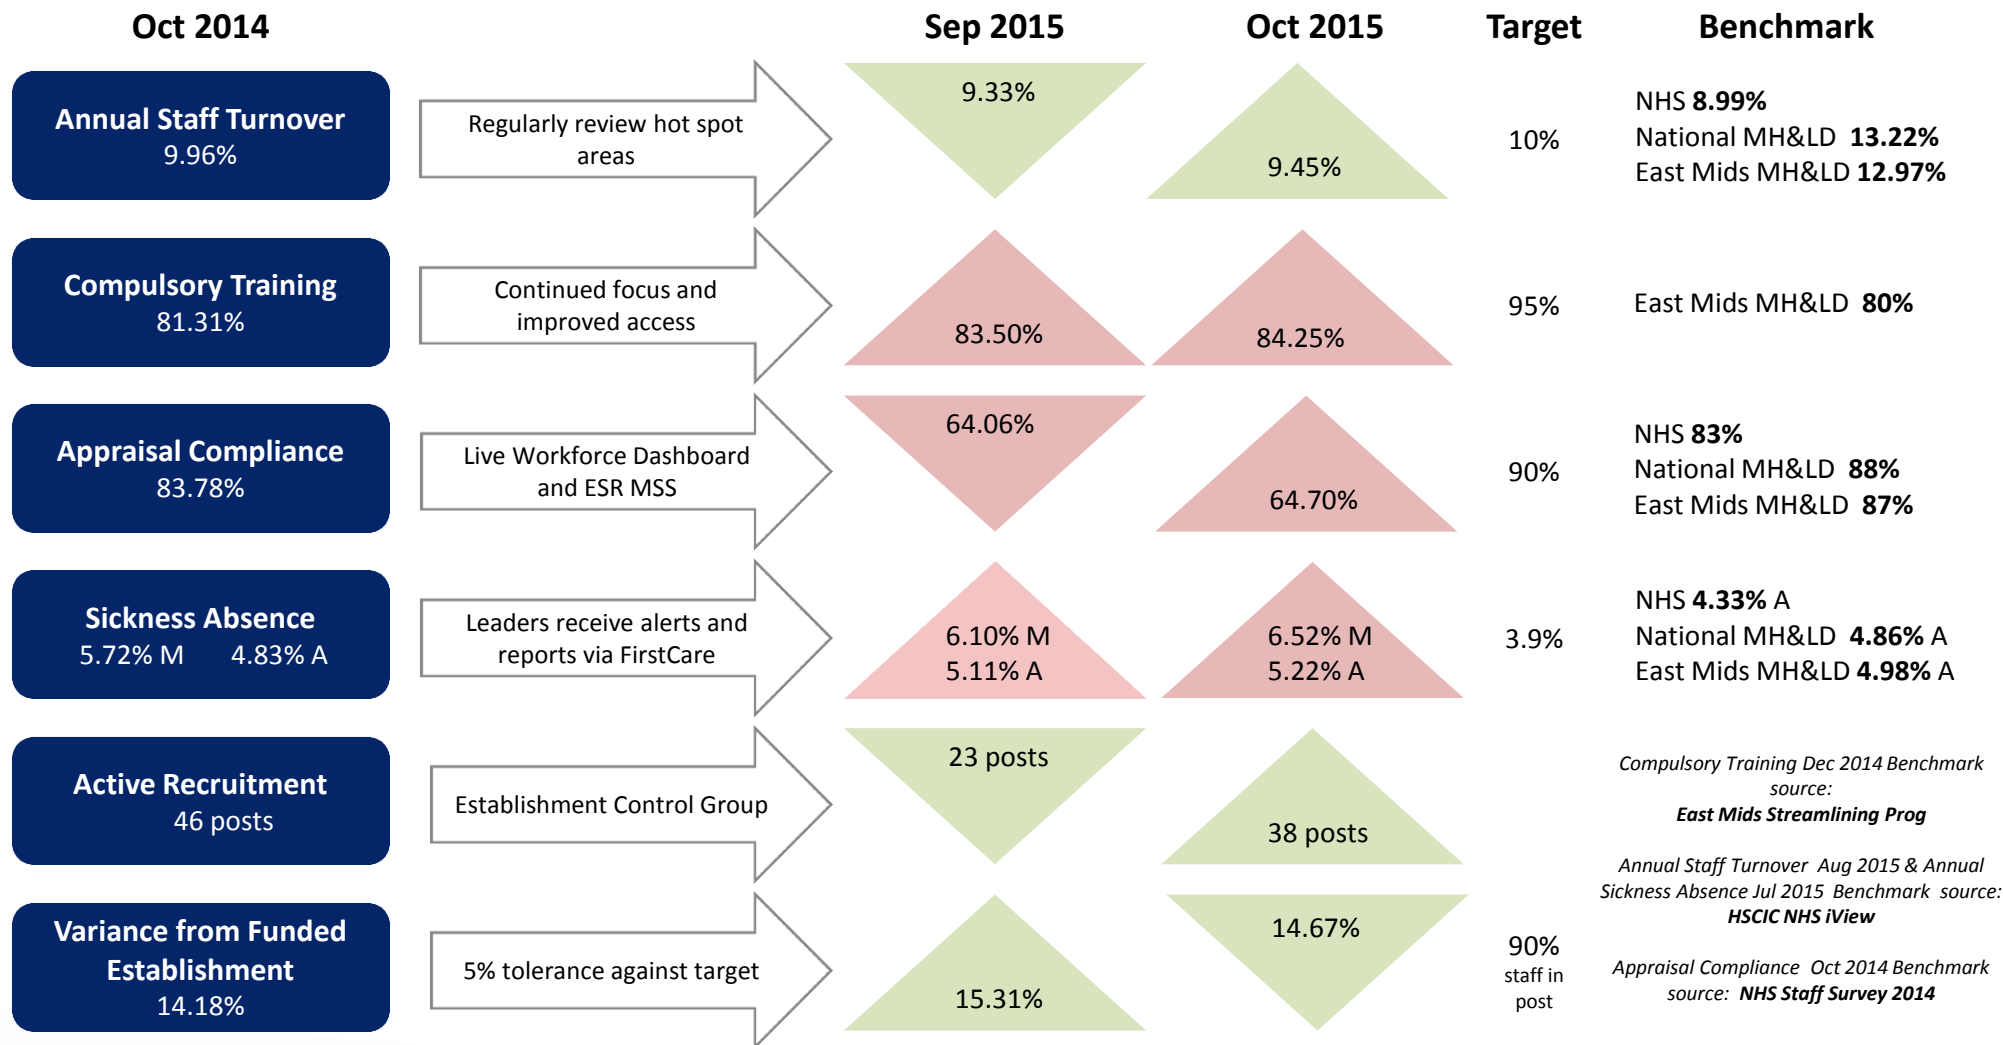 Oct 2014
Sep 2015
Oct 2015
Target
Benchmark
Annual Staff Turnover
9.96%
Regularly review hot spot
areas
9.33%
9.45%
10%
NHS 8.99%
National MH&LD 13.22%
East Mids MH&LD 12.97%
Compulsory Training
81.31%
Continued focus and
improved access
83.50%
84.25%
95%
East Mids MH&LD 80%
Appraisal Compliance
83.78%
Live Workforce Dashboard
and ESR MSS
64.06%
64.70%
90%
NHS 83%
National MH&LD 88%
East Mids MH&LD 87%
Sickness Absence
5.72% M 4.83% A
Leaders receive alerts and
reports via FirstCare
6.10% M
5.11% A
6.52% M
5.22% A
3.9%
NHS 4.33% A
National MH&LD 4.86% A
East Mids MH&LD 4.98% A
Active Recruitment
46 posts
Establishment Control Group
23 posts
38 posts
Compulsory Training Dec 2014 Benchmark
source:
East Mids Streamlining Prog
Annual Staff Turnover Aug 2015 & Annual
Sickness Absence Jul 2015 Benchmark source:
HSCIC NHS iView
Variance from Funded
Establishment
14.18%
5% tolerance against target
15.31%
14.67%
90%
staff in
post
Appraisal Compliance Oct 2014 Benchmark
source: NHS Staff Survey 2014